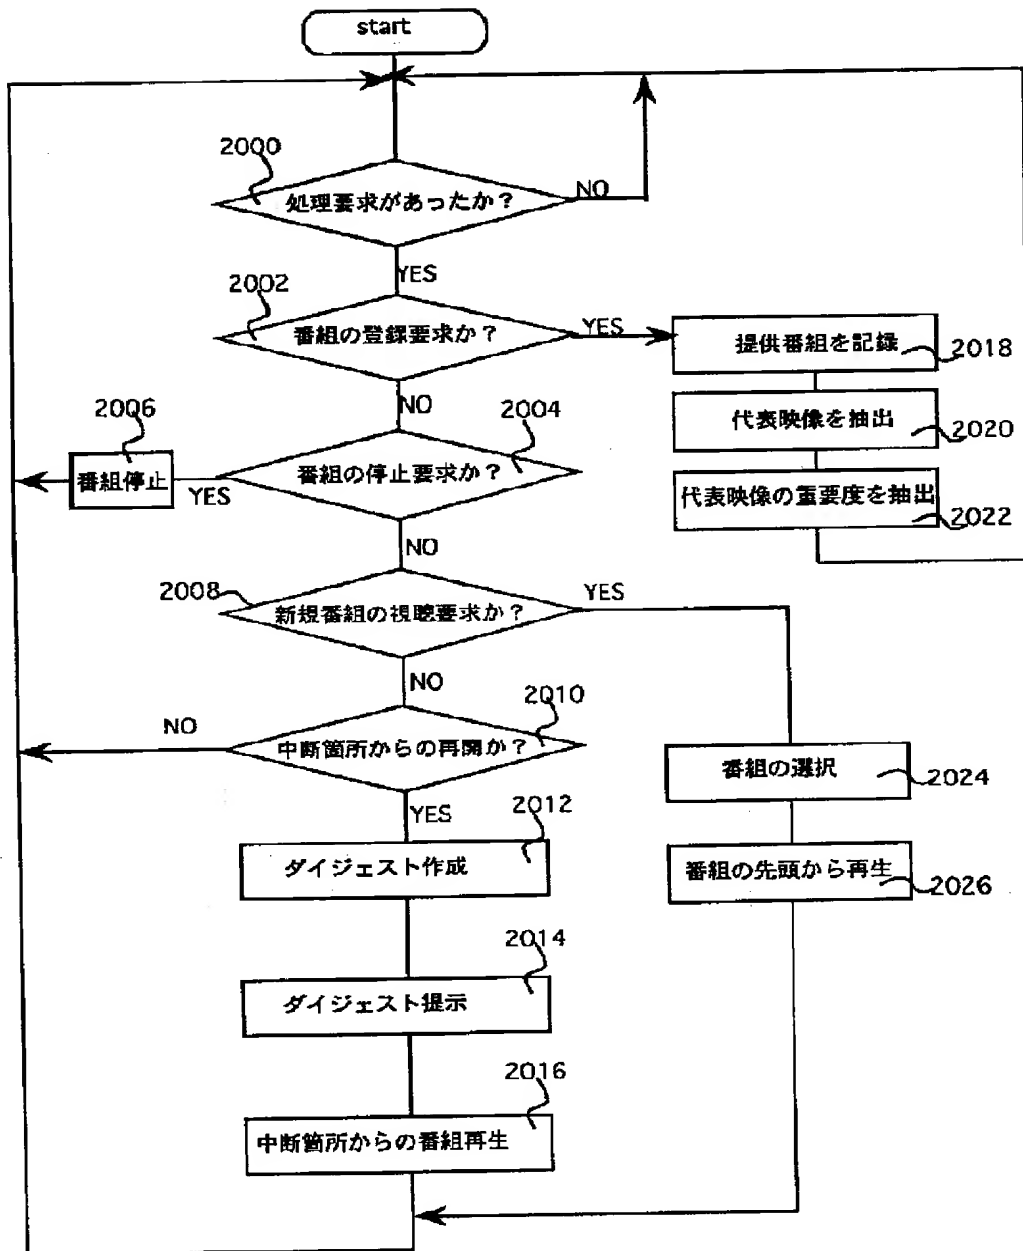 start
2000
処理要求があったか？
NO
YES
2002
番組の登録要求か？
YES
提供番組を記録
2018
NO
代表映像を抽出
2020
2006
2004
番組停止
YES
番組の停止要求か？
代表映像の重要度を抽出
2022
NO
2008
新規番組の視聴要求か？
YES
NO
2010
NO
中断箇所からの再開か？
番組の選択
2024
YES
2012
ダイジェスト作成
番組の先頭から再生
2026
2014
ダイジェスト提示
2016
中断箇所からの番組再生